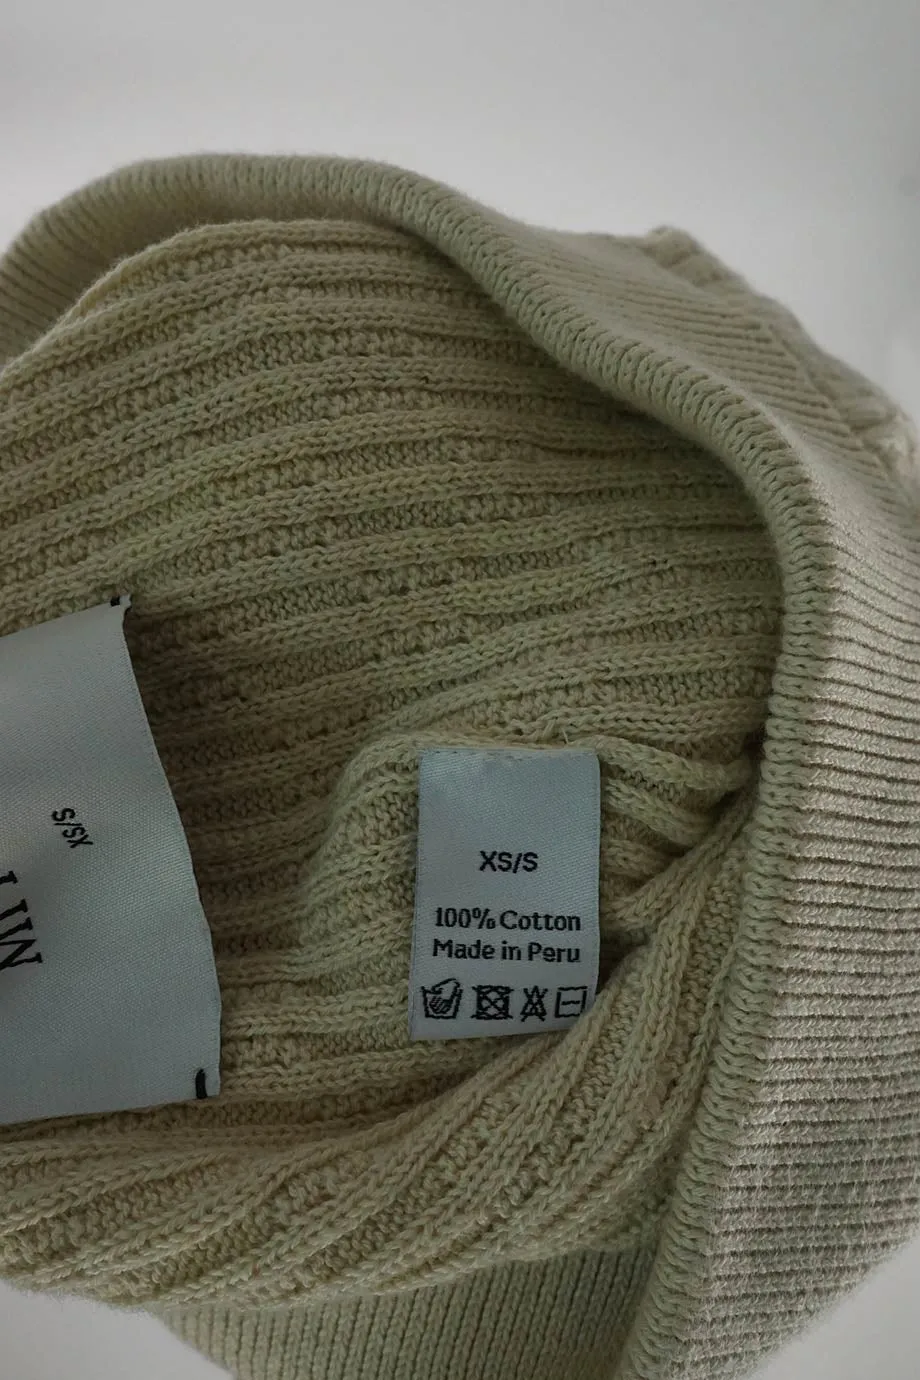 XS/S
XS/S
100% Cotton
Made in Peru